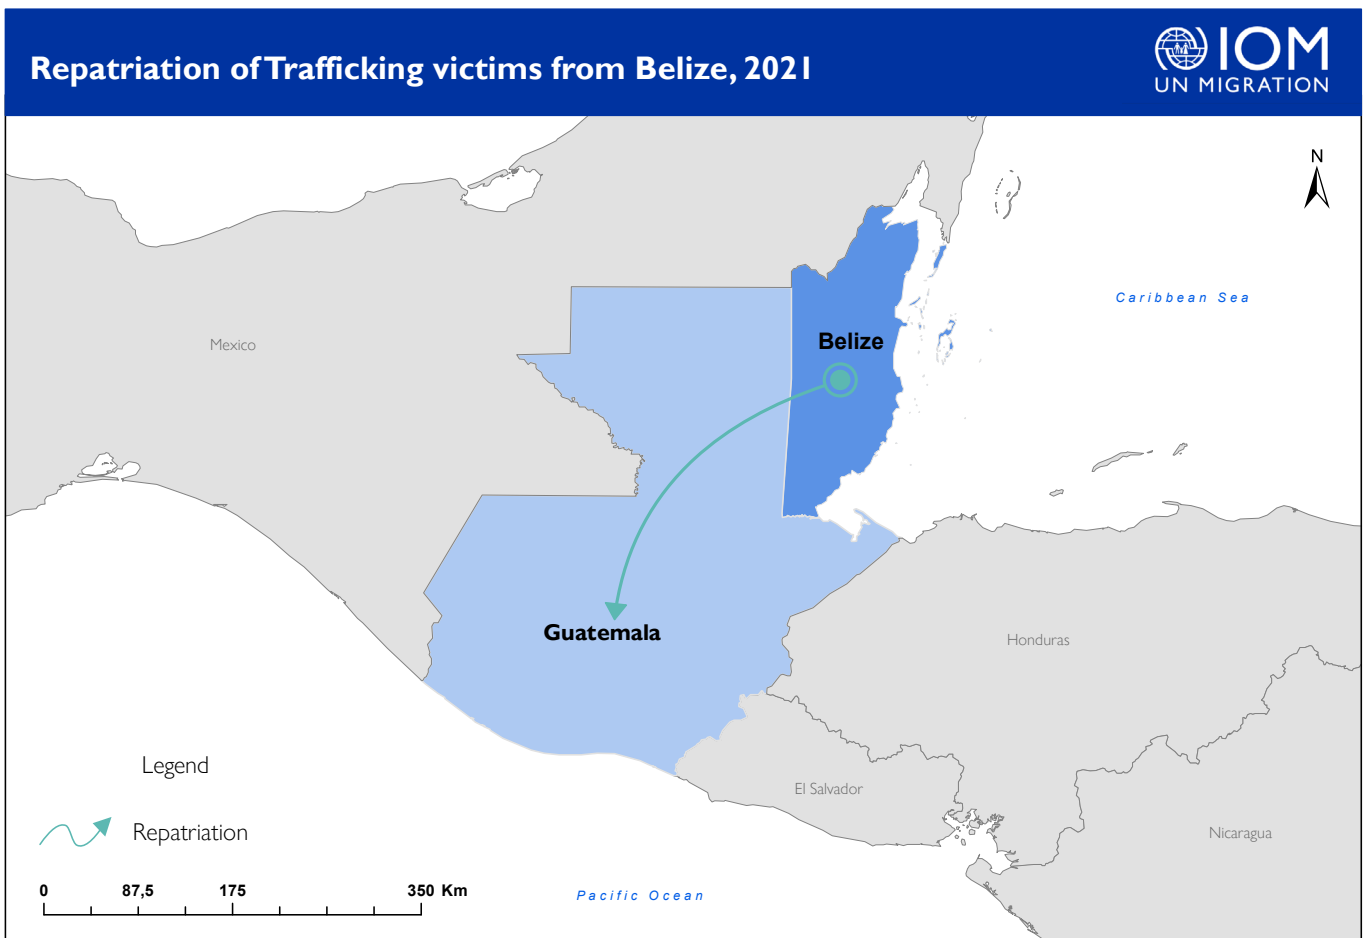 Repatriation of Trafficking victims from Belize, 2021
IOM
UN MIGRATION
N
Caribbean Sea
Belize
Mexico
Guatemala
Honduras
Legend
El Salvador
Repatriation
Nicaragua
0 87,5 175 350 Km
Pacific Ocean